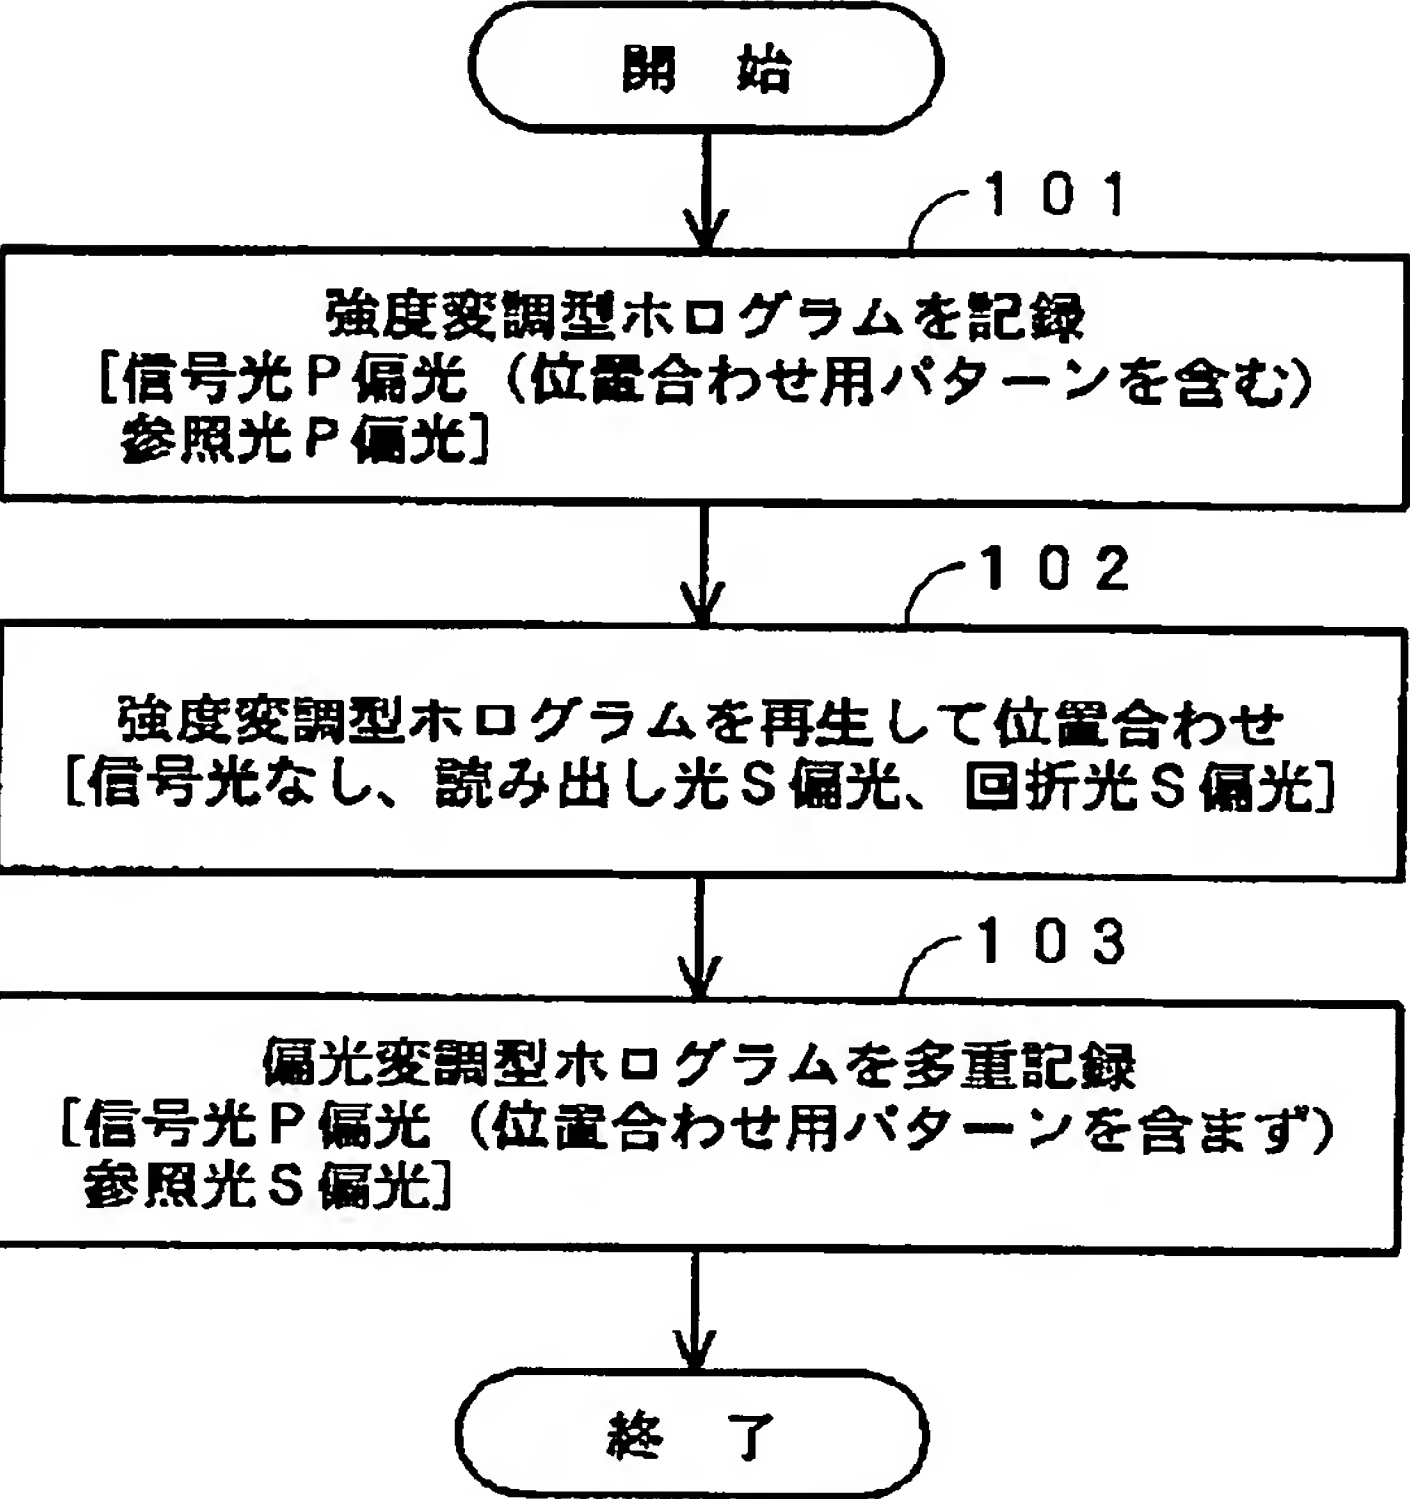 開 始
101
強度変調型ホログラムを記録
[信号光P偏光（位置合わせ用パターンを含む）
参照光P偏光]
102
強度変調型ホログラムを再生して位置合わせ
[信号光なし、読み出し光S偏光、回折光S偏光]
103
偏光変調型ホログラムを多重記録
[信号光P偏光（位置合わせ用パターンを含まず）
参照光S偏光]
終 了